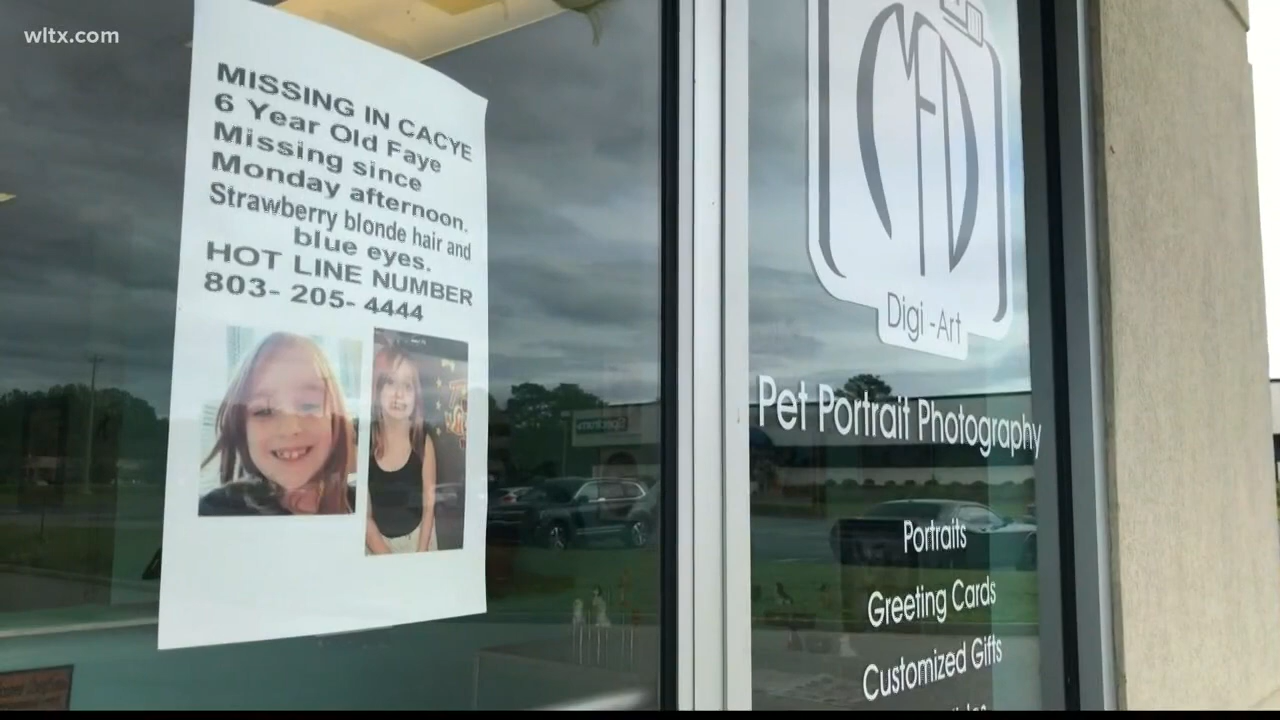 wltx.com
MISSING IN CACYE
6 Year Old Faye
Missing since
Monday afternoon.
Strawberry blonde hair and
blue eyes.
HOT LINE NUMBER
803- 205- 4444
MFD
Digi -Art
Pet Portrait Photography
Portraits
Greeting Cards
Customized Gifts